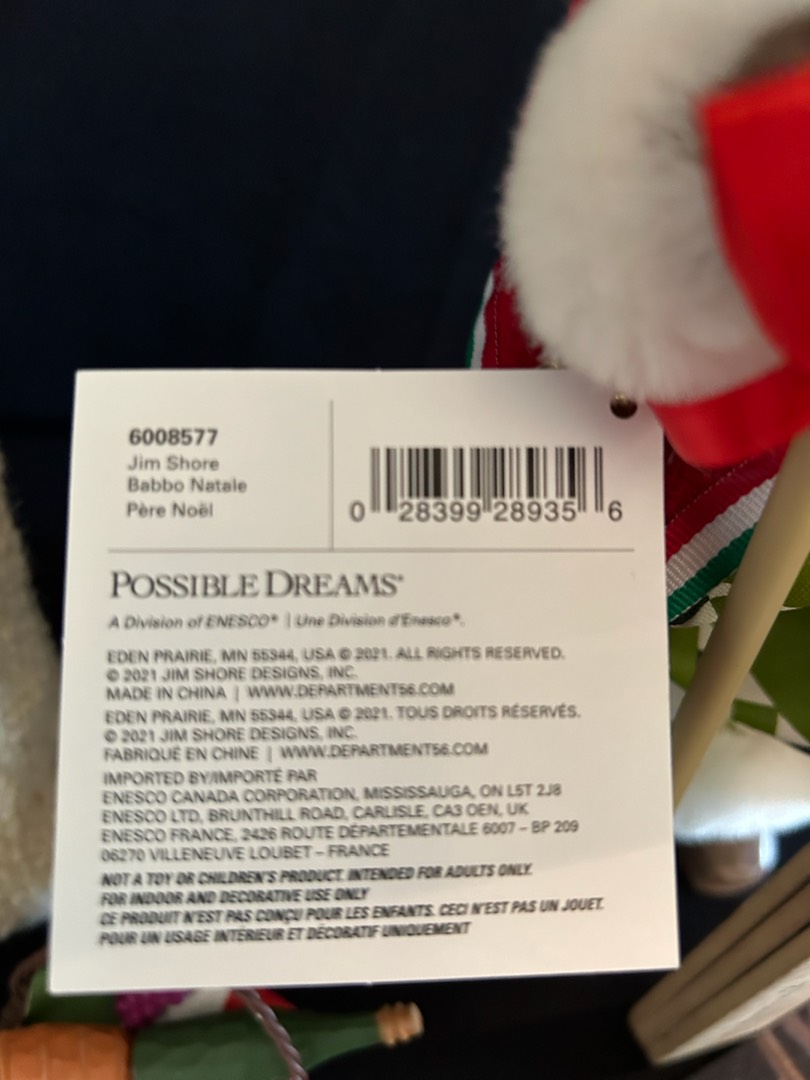 6008577
Jim Shore
Babbo Natale
Père Noël
0 28399 28935 6
POSSIBLE DREAMS®
A Division of ENESCO® | Une Division d'Enesco®.
EDEN PRAIRIE, MN 55344, USA © 2021. ALL RIGHTS RESERVED.
© 2021 JIM SHORE DESIGNS, INC.
MADE IN CHINA | WWW.DEPARTMENT56.COM
EDEN PRAIRIE, MN 55344, USA © 2021. TOUS DROITS RÉSERVÉS.
© 2021 JIM SHORE DESIGNS, INC.
FABRIQUÉ EN CHINE | WWW.DEPARTMENT56.COM
IMPORTED BY/IMPORTÉ PAR
ENESCO CANADA CORPORATION, MISSISSAUGA, ON L5T 2J8
ENESCO LTD, BRUNTHILL ROAD, CARLISLE, CA3 0EN, UK
ENESCO FRANCE, 2426 ROUTE DÉPARTEMENTALE 6007 – BP 209
06270 VILLENEUVE LOUBET – FRANCE
NOT A TOY OR CHILDREN'S PRODUCT. INTENDED FOR ADULTS ONLY.
FOR INDOOR AND DECORATIVE USE ONLY
CE PRODUIT N'EST PAS CONÇU POUR LES ENFANTS. CECI N'EST PAS UN JOUET.
POUR UN USAGE INTÉRIEUR ET DÉCORATIF UNIQUEMENT